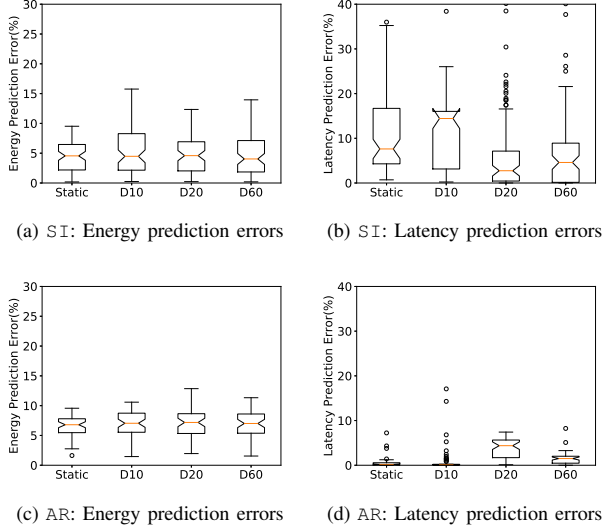 30
25
20
15
10
5
0
Energy Prediction Error(%)
Static D10 D20 D60
(a) SI: Energy prediction errors
40
30
20
10
0
Latency Prediction Error(%)
Static D10 D20 D60
(b) SI: Latency prediction errors
30
25
20
15
10
5
0
Energy Prediction Error(%)
Static D10 D20 D60
(c) AR: Energy prediction errors
40
30
20
10
0
Latency Prediction Error(%)
Static D10 D20 D60
(d) AR: Latency prediction errors